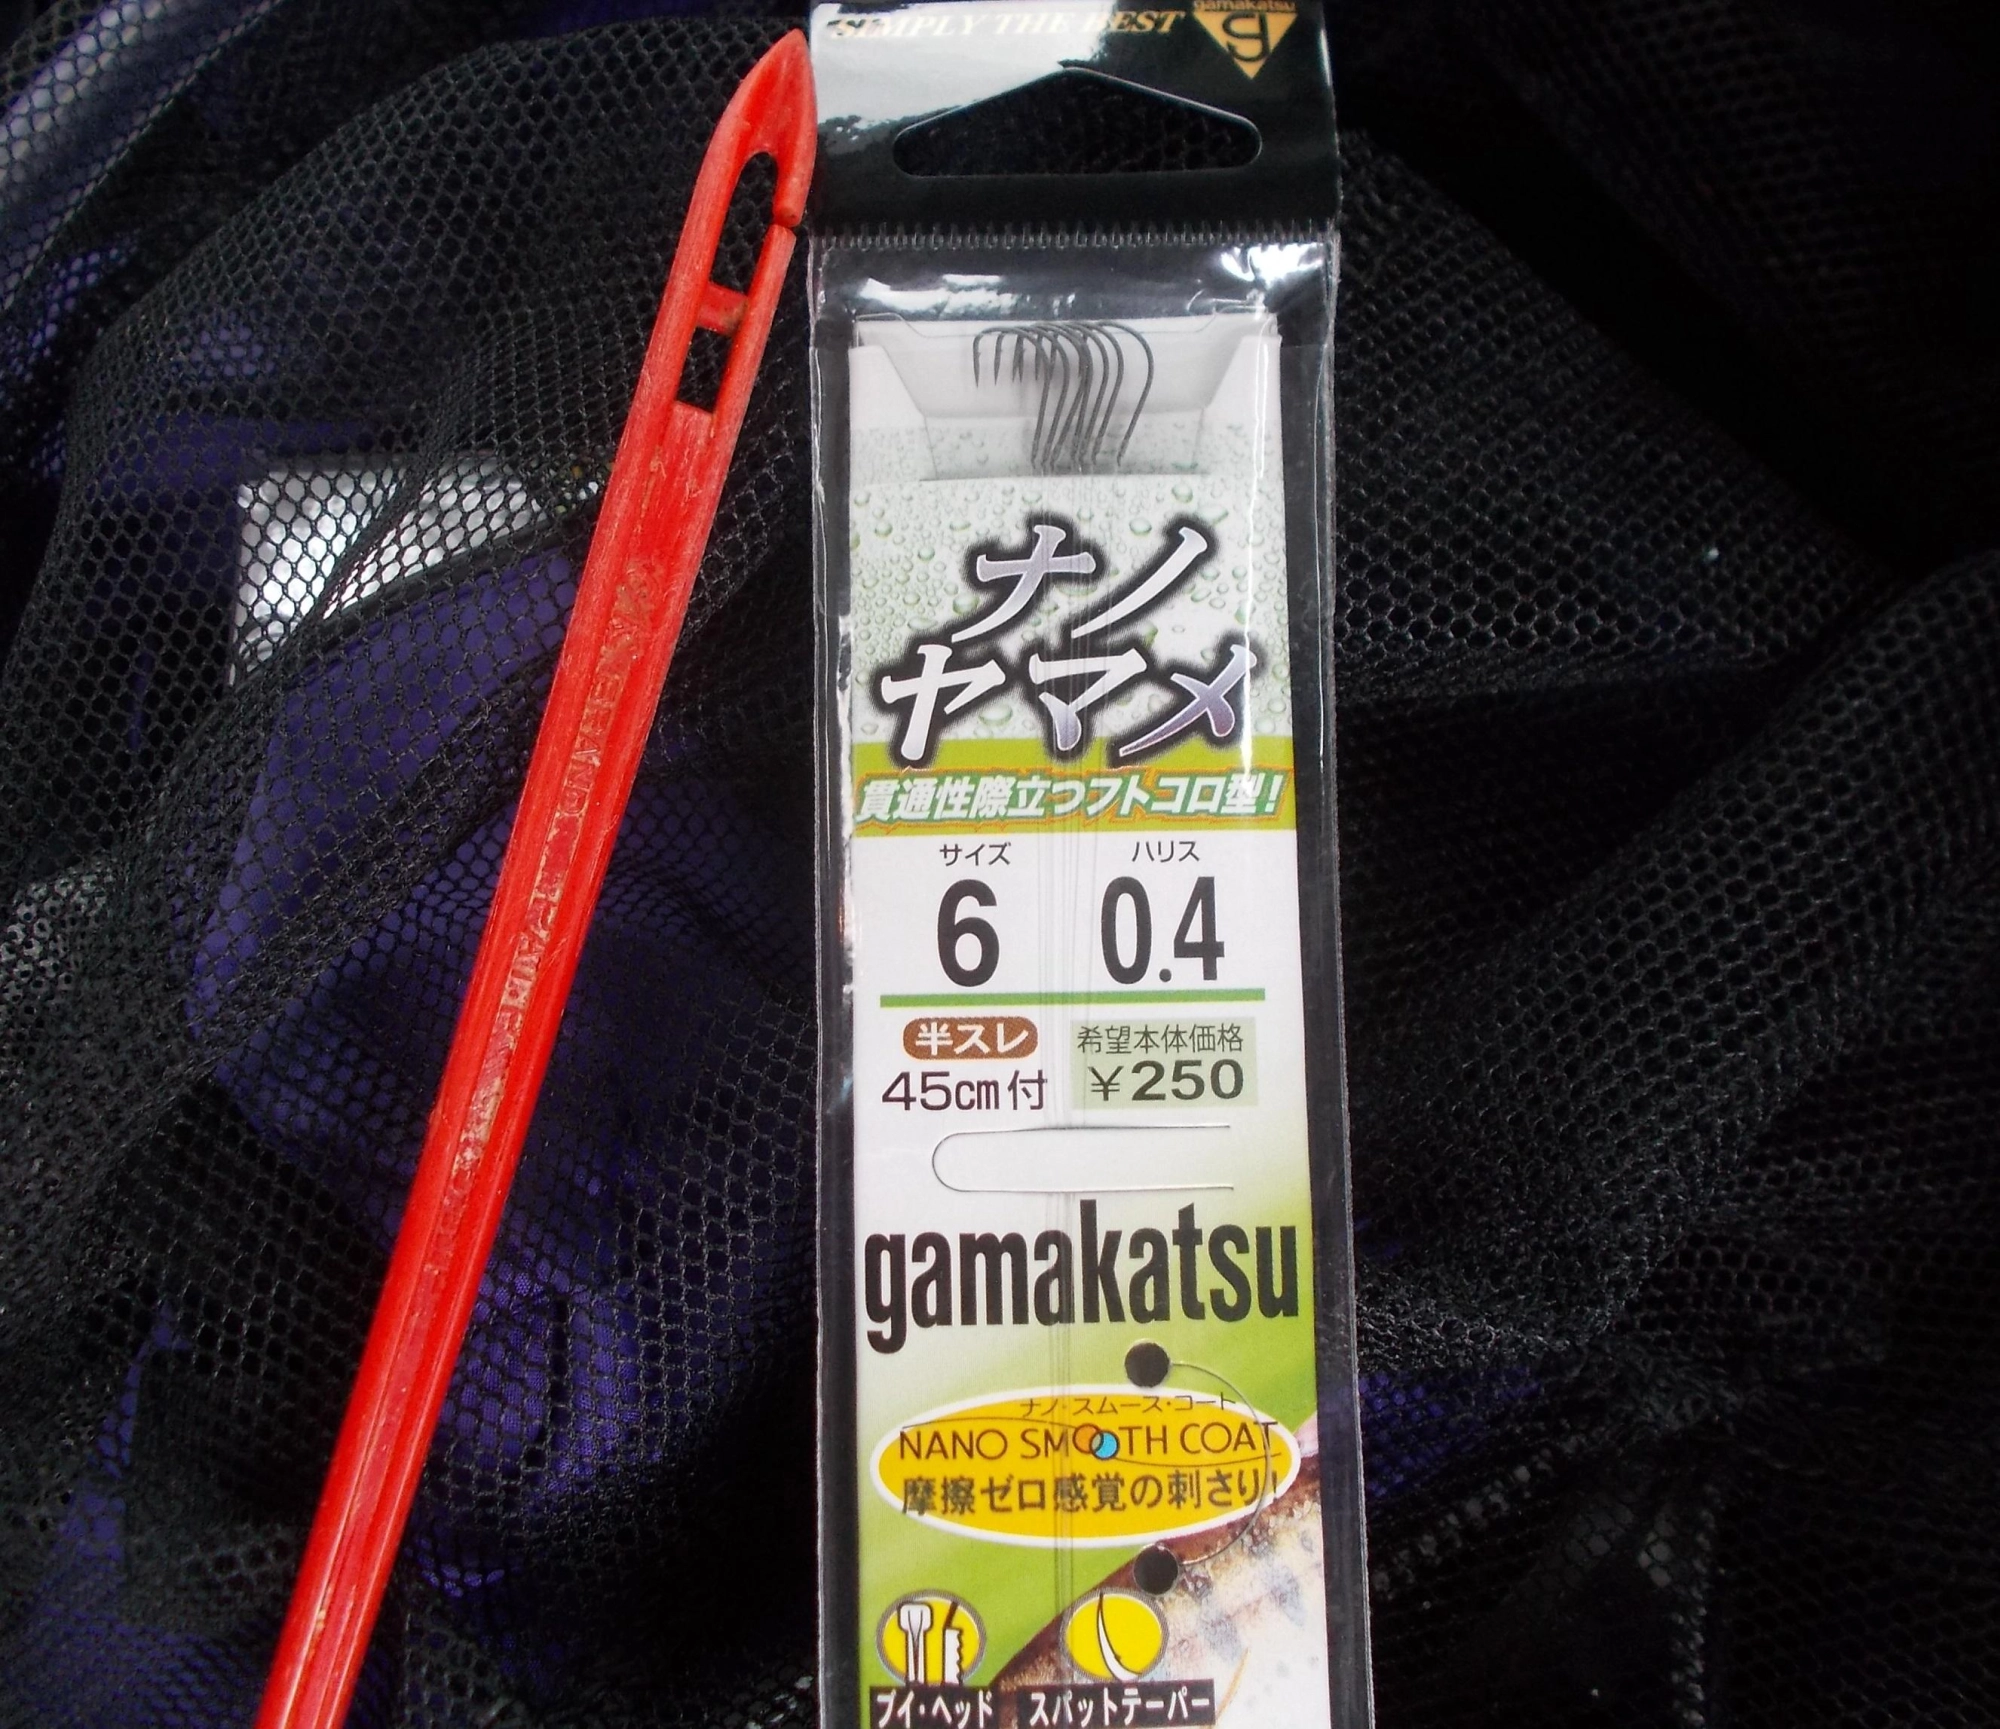 SIMPLY THE BEST
gamakatsu
g
ナノ
ヤマメ
貫通性際立つフトコロ型!
サイズ ハリス
6 0.4
半スレ 希望本体価格
45cm付 ¥250
gamakatsu
ナノ・スムース・コート
NANO SMOOTH COAT
摩擦ゼロ感覚の刺さり!
ブイ・ヘッド スパットテーパー